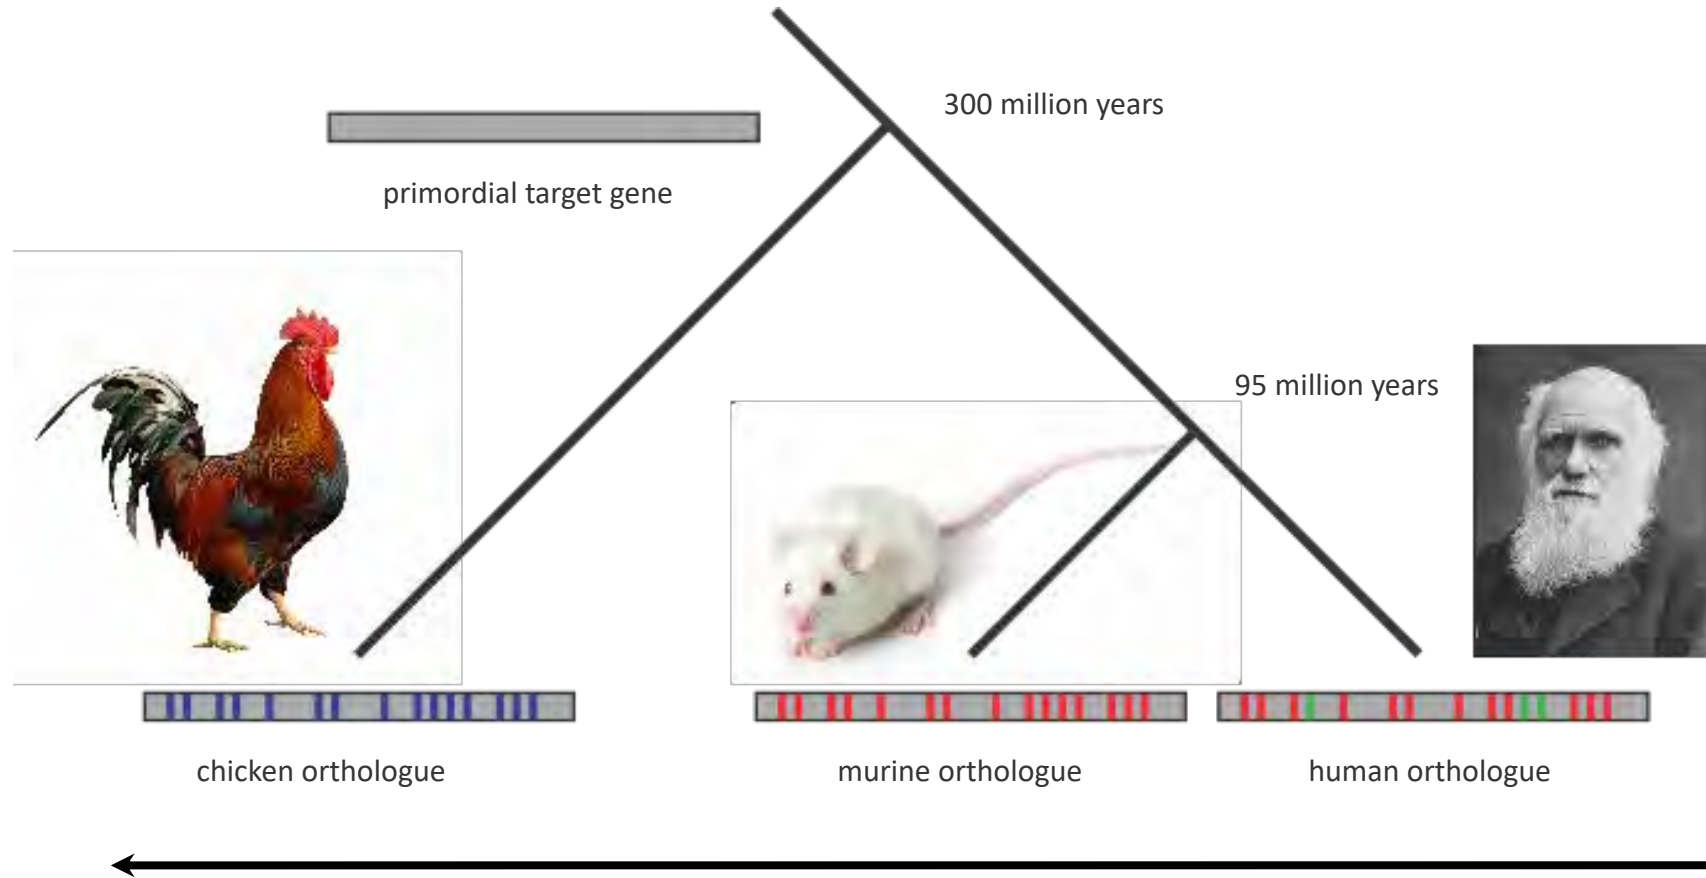 300 million years
primordial target gene
95 million years
chicken orthologue
murine orthologue
human orthologue